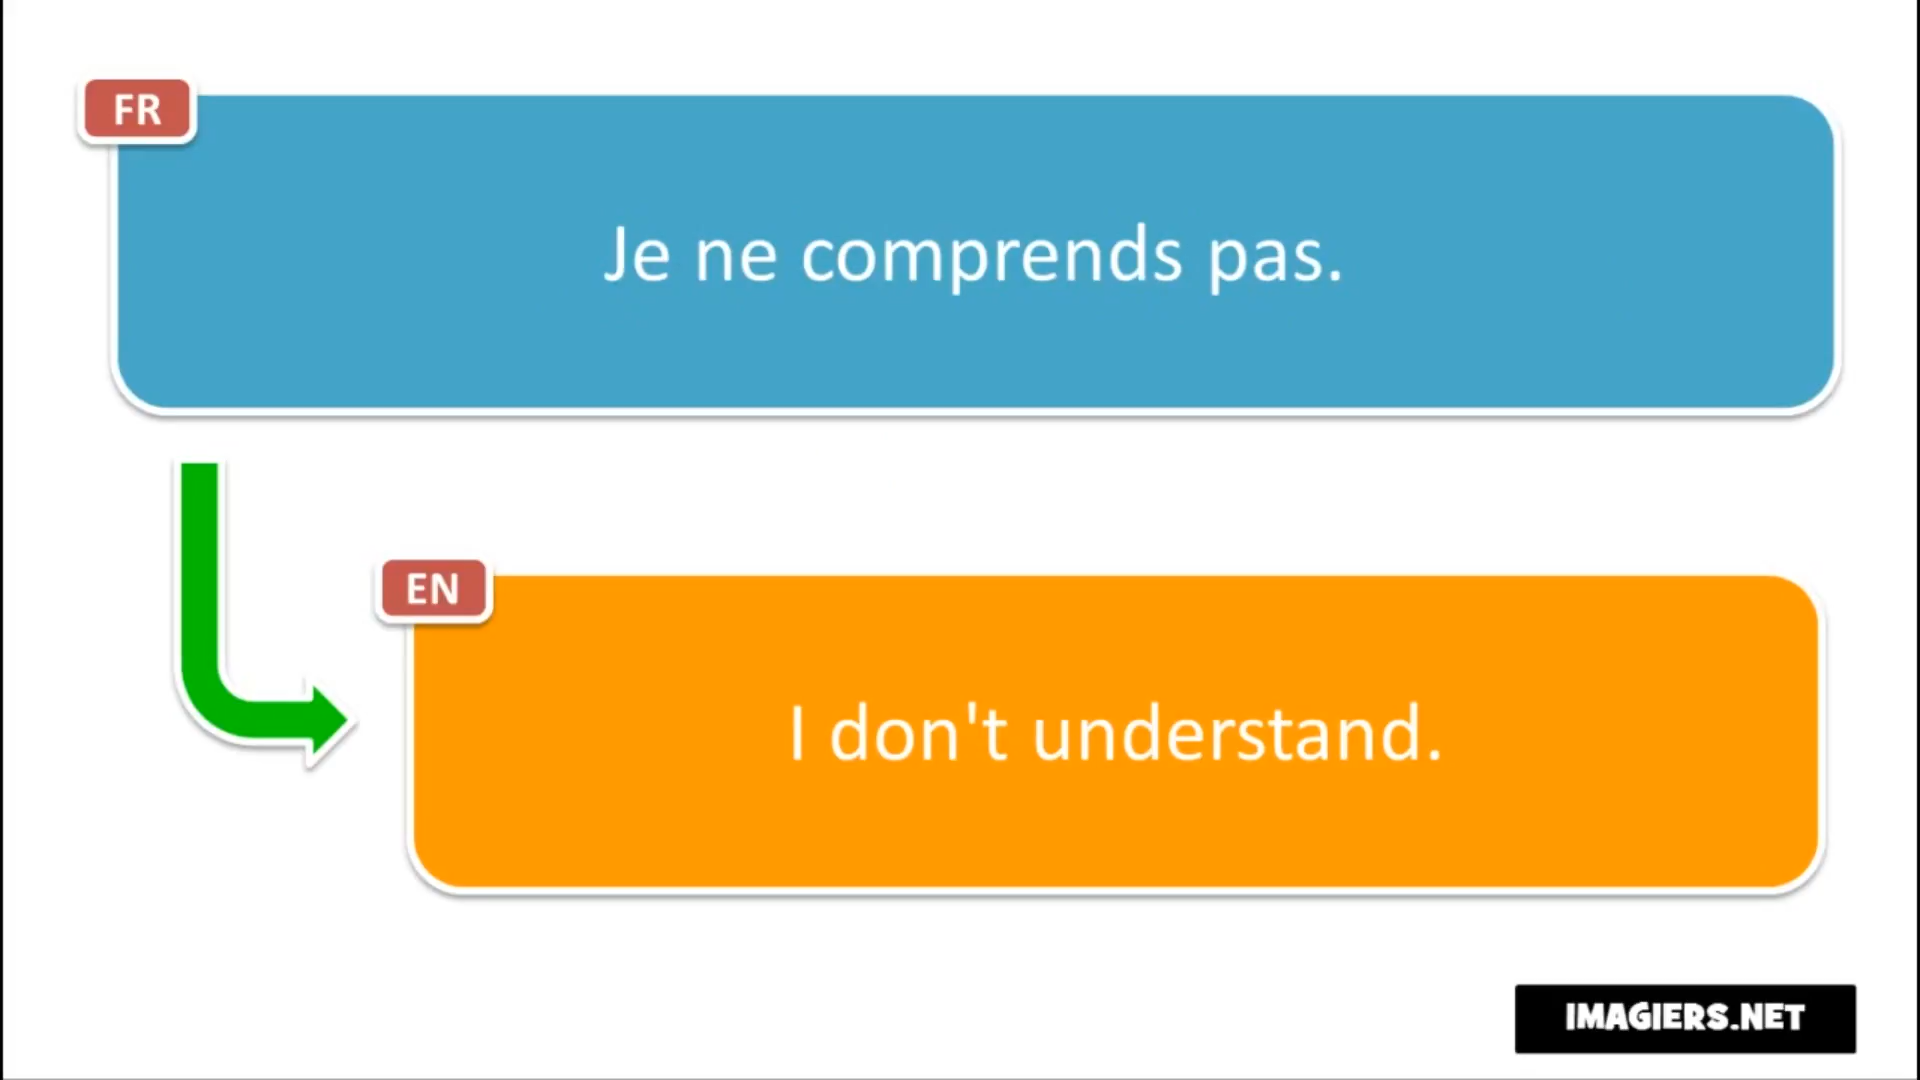 FR
Je ne comprends pas.
EN
I don't understand.
IMAGIERS.NET